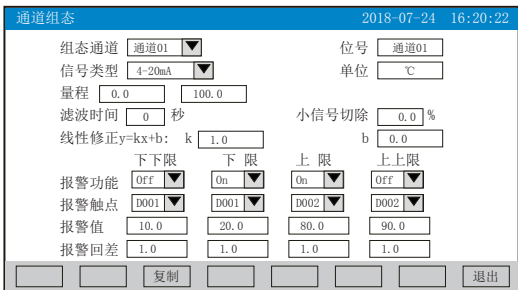 通道组态 2018-07-24 16:20:22
组态通道 通道01 位号 通道01
信号类型 4-20mA 单位 ℃
量程 0.0 100.0
滤波时间 0 秒 小信号切除 0.0 %
线性修正y=kx+b: k 1.0 b 0.0
下下限 下 限 上 限 上上限
报警功能 Off On On Off
报警触点 D001 D001 D002 D002
报警值 10.0 20.0 80.0 90.0
报警回差 1.0 1.0 1.0 1.0
复制 退出